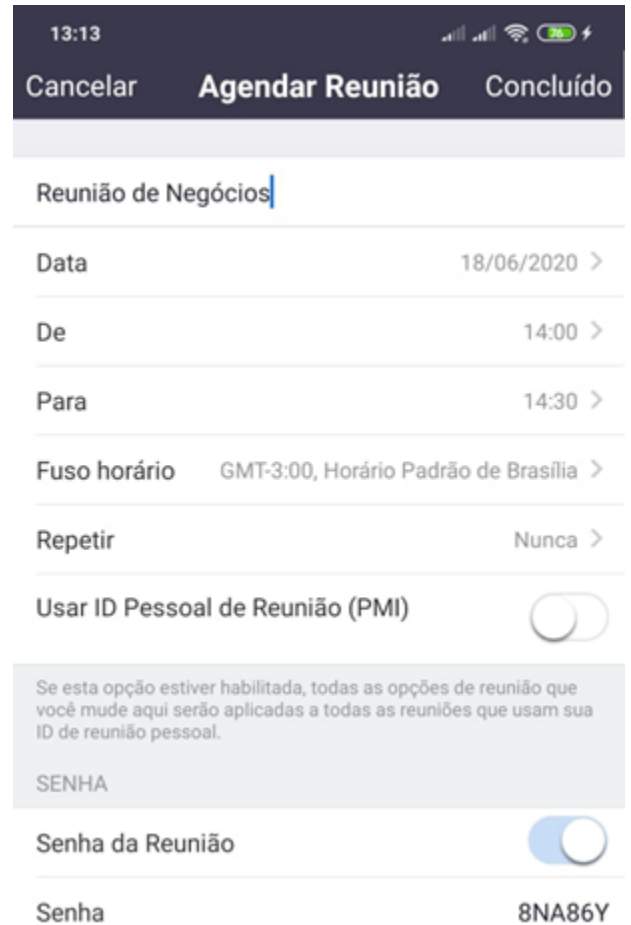 13:13 76
Cancelar Agendar Reunião Concluído
Reunião de Negócios
Data 18/06/2020
De 14:00
Para 14:30
Fuso horário GMT-3:00, Horário Padrão de Brasília
Repetir Nunca
Usar ID Pessoal de Reunião (PMI)
Se esta opção estiver habilitada, todas as opções de reunião que
você mude aqui serão aplicadas a todas as reuniões que usam sua
ID de reunião pessoal.
SENHA
Senha da Reunião
Senha 8NA86Y